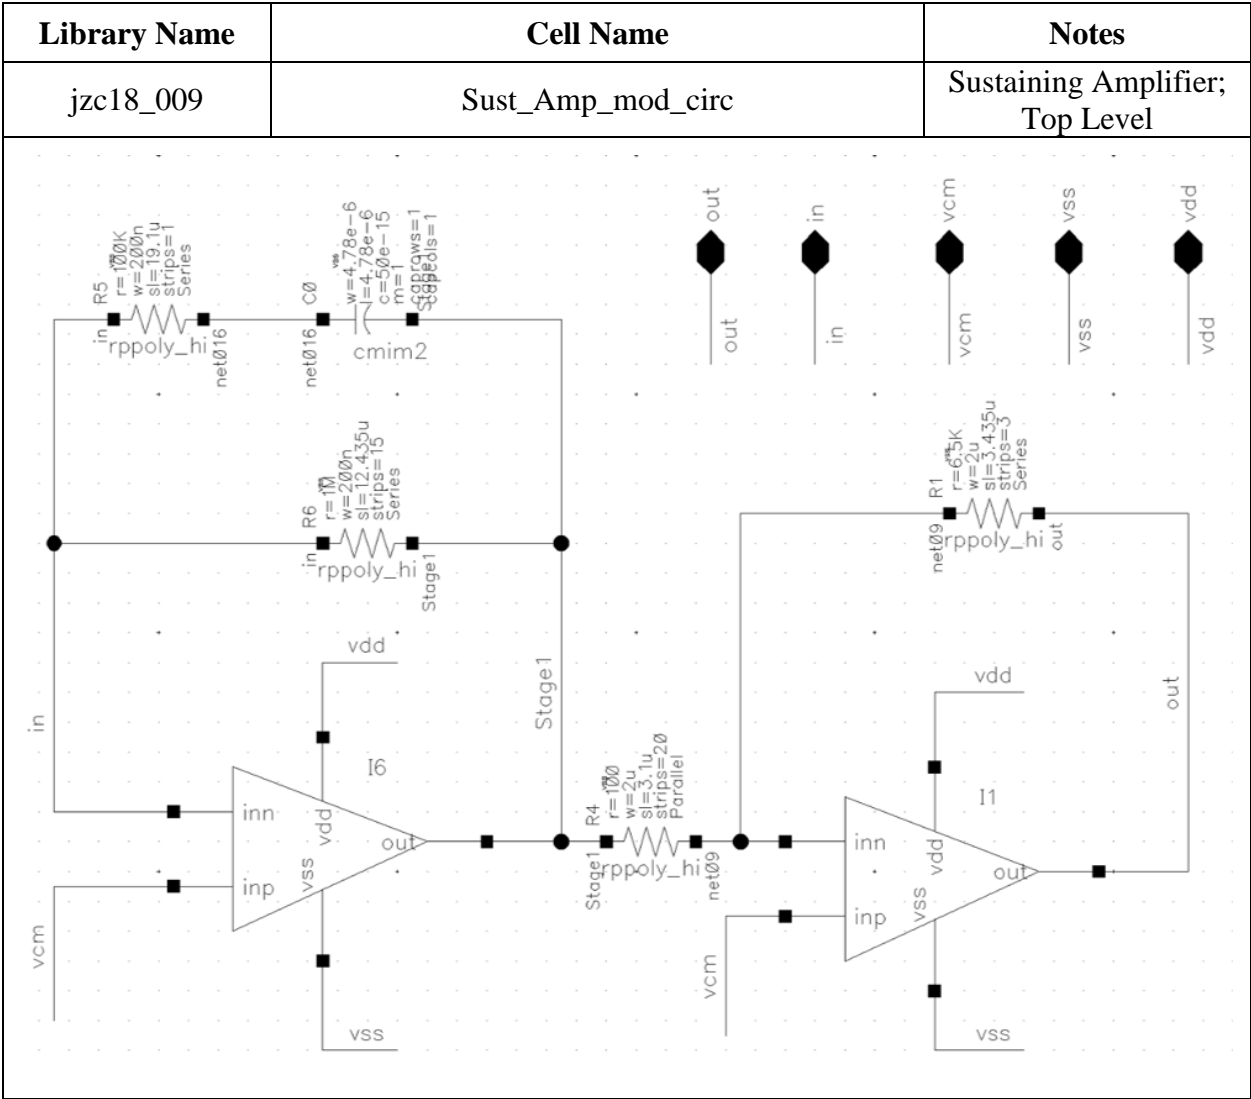 Library Name
Cell Name
Notes
jzc18_009
Sust_Amp_mod_circ
Sustaining Amplifier;
Top Level
R5
r=100K
w=200n
sl=19.1u
strips=1
Series
in
rppoly_hi
net016
C0
w=4.78e-6
l=4.78e-6
c=50e-15
m=1
caprows=1
capcols=1
net016
cmim2
out
in
vcm
vss
vdd
out
in
vcm
vss
vdd
R6
r=1M
w=200n
sl=12.435u
strips=15
Series
in
rppoly_hi
Stage1
R1
r=6.5K
w=2u
sl=3.435u
strips=3
Series
net09
rppoly_hi
out
in
vdd
I6
inn
inp
vdd
vss
out
vcm
vss
Stage1
R4
r=100
w=2u
sl=3.1u
strips=20
Parallel
Stage1
rppoly_hi
net09
vdd
I1
inn
inp
vdd
vss
out
vcm
vss
out